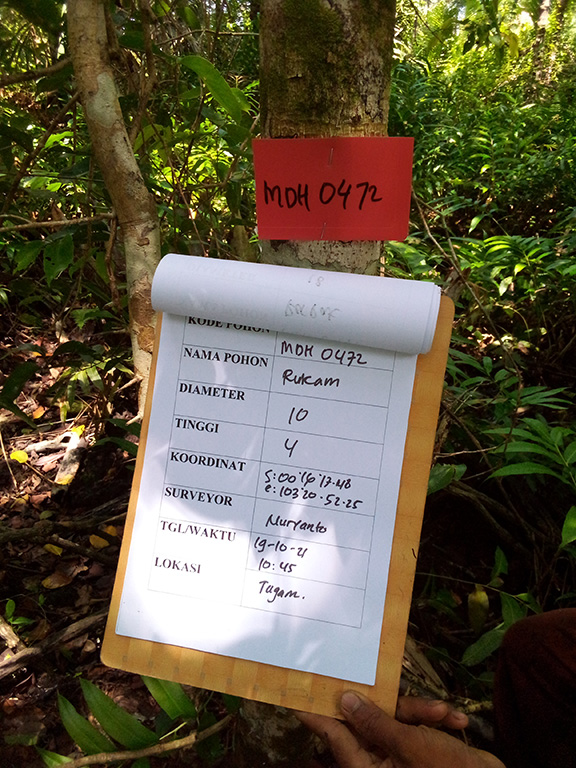 MDH 0472
KODE POHON MDH 0472
NAMA POHON Rukam
DIAMETER 10
TINGGI 4
KOORDINAT S:00°16'17.48
e:103°20.52.25
SURVEYOR Nuryanto
TGL/WAKTU 19-10-21
10:45
LOKASI Tugam.